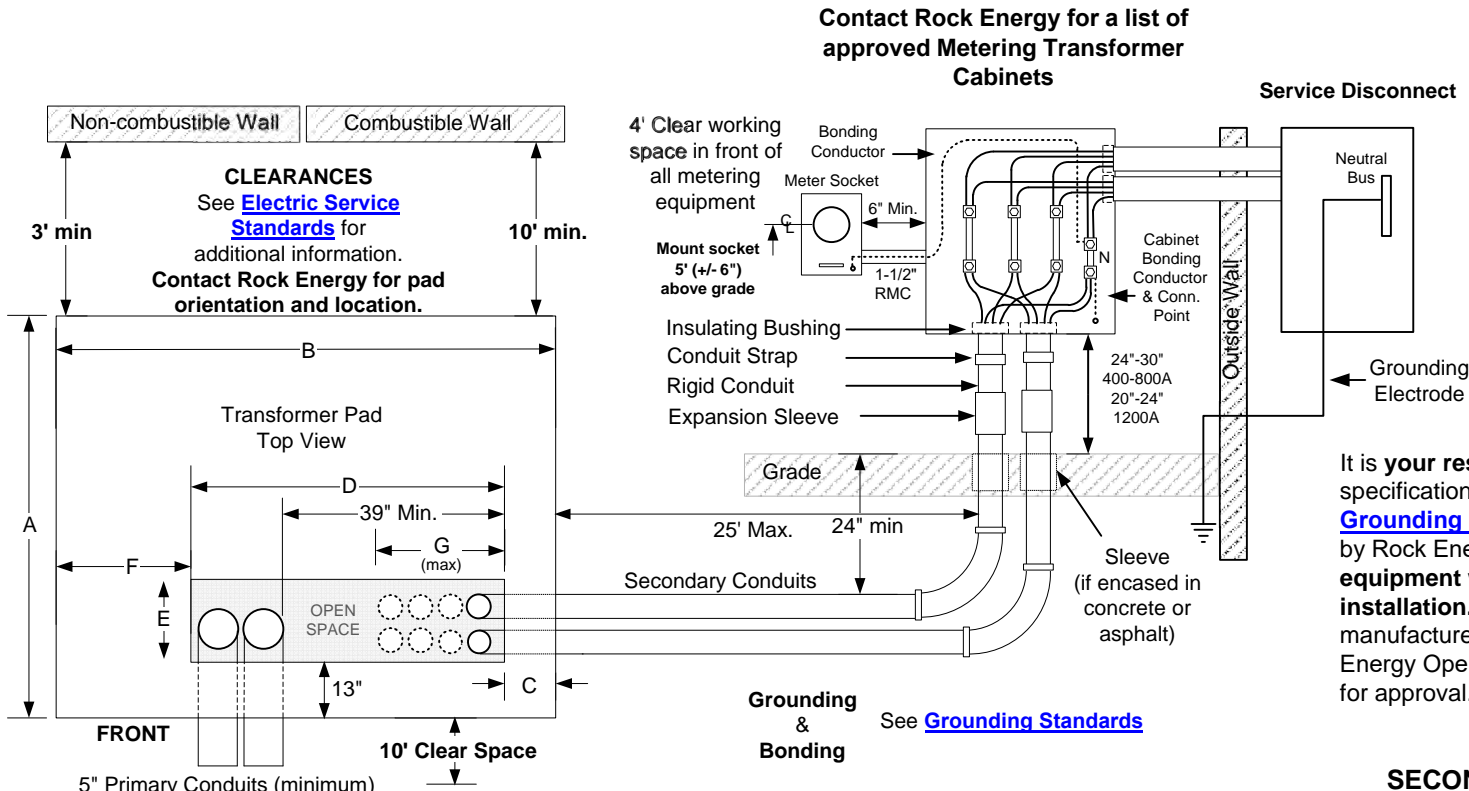 Contact Rock Energy for a list of
approved Metering Transformer
Cabinets
Service Disconnect
Non-combustible Wall
Combustible Wall
CLEARANCES
See Electric Service
Standards for
additional information.
Contact Rock Energy for pad
orientation and location.
3' min
10' min.
4' Clear working
space in front of
all metering
equipment
Bonding
Conductor
Meter Socket
6" Min.
CL
Mount socket
5' (+/- 6")
above grade
1-1/2"
RMC
N
Cabinet
Bonding
Conductor
& Conn.
Point
Neutral
Bus
Outside Wall
Insulating Bushing
Conduit Strap
Rigid Conduit
Expansion Sleeve
24"-30"
400-800A
20"-24"
1200A
Grounding
Electrode
B
Transformer Pad
Top View
A
D
39" Min.
G
(max)
F
E
OPEN
SPACE
13"
C
FRONT
10' Clear Space
5" Primary Conduits (minimum)
Grade
25' Max.
24" min
Secondary Conduits
Sleeve
(if encased in
concrete or
asphalt)
Grounding
&
Bonding
See Grounding Standards
It is your res
specification
Grounding
by Rock Ene
equipment
installation.
manufacture
Energy Ope
for approval.
SECON